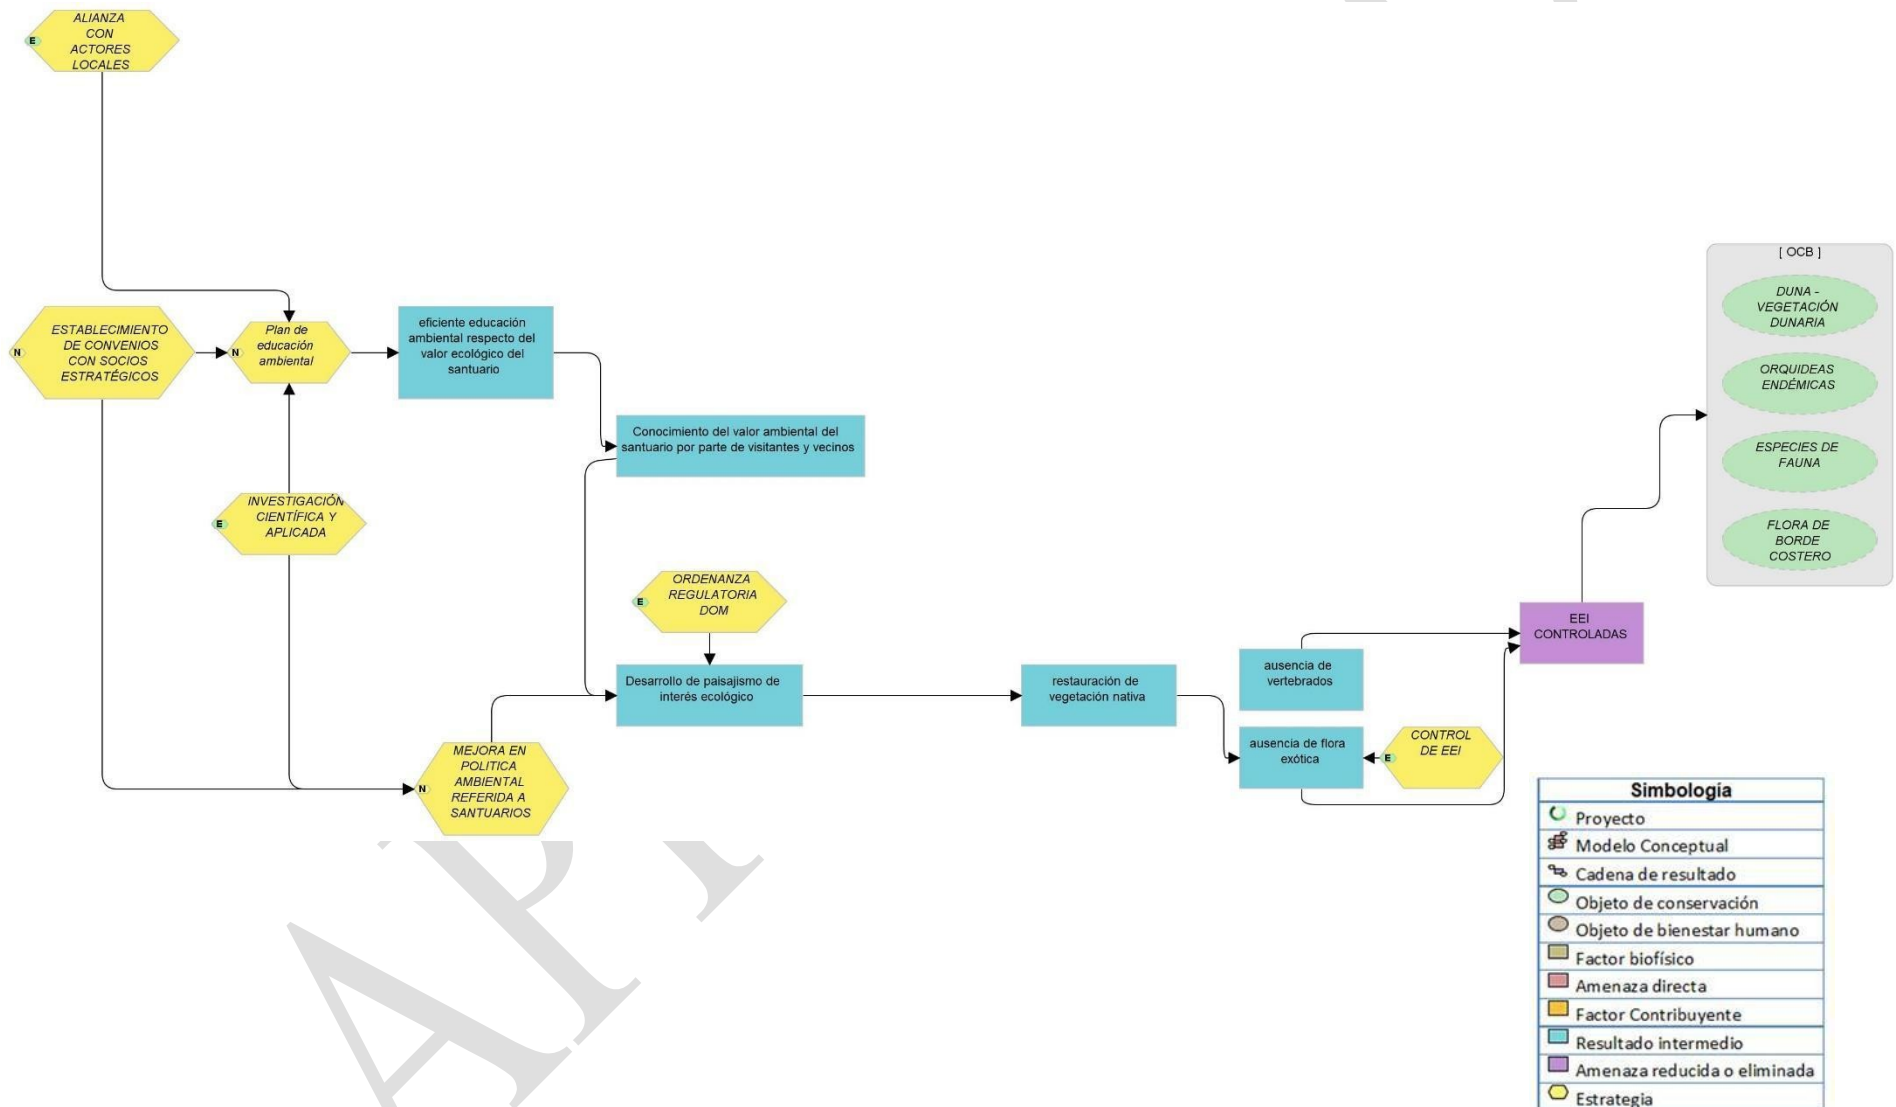 ALIANZA
CON
ACTORES
LOCALES
E
ESTABLECIMIENTO
DE CONVENIOS
CON SOCIOS
ESTRATÉGICOS
N
Plan de
educación
ambiental
N
eficiente educación
ambiental respecto del
valor ecológico del
santuario
Conocimiento del valor ambiental del
santuario por parte de visitantes y vecinos
INVESTIGACIÓN
CIENTÍFICA Y
APLICADA
E
ORDENANZA
REGULATORIA
DOM
E
Desarrollo de paisajismo de
interés ecológico
MEJORA EN
POLITICA
AMBIENTAL
REFERIDA A
SANTUARIOS
N
restauración de
vegetación nativa
ausencia de
vertebrados
ausencia de flora
exótica
CONTROL
DE EEI
E
EEI
CONTROLADAS
[ OCB ]
DUNA -
VEGETACIÓN
DUNARIA
ORQUIDEAS
ENDÉMICAS
ESPECIES DE
FAUNA
FLORA DE
BORDE
COSTERO
Simbología
Proyecto
Modelo Conceptual
Cadena de resultado
Objeto de conservación
Objeto de bienestar humano
Factor biofísico
Amenaza directa
Factor Contribuyente
Resultado intermedio
Amenaza reducida o eliminada
Estrategia